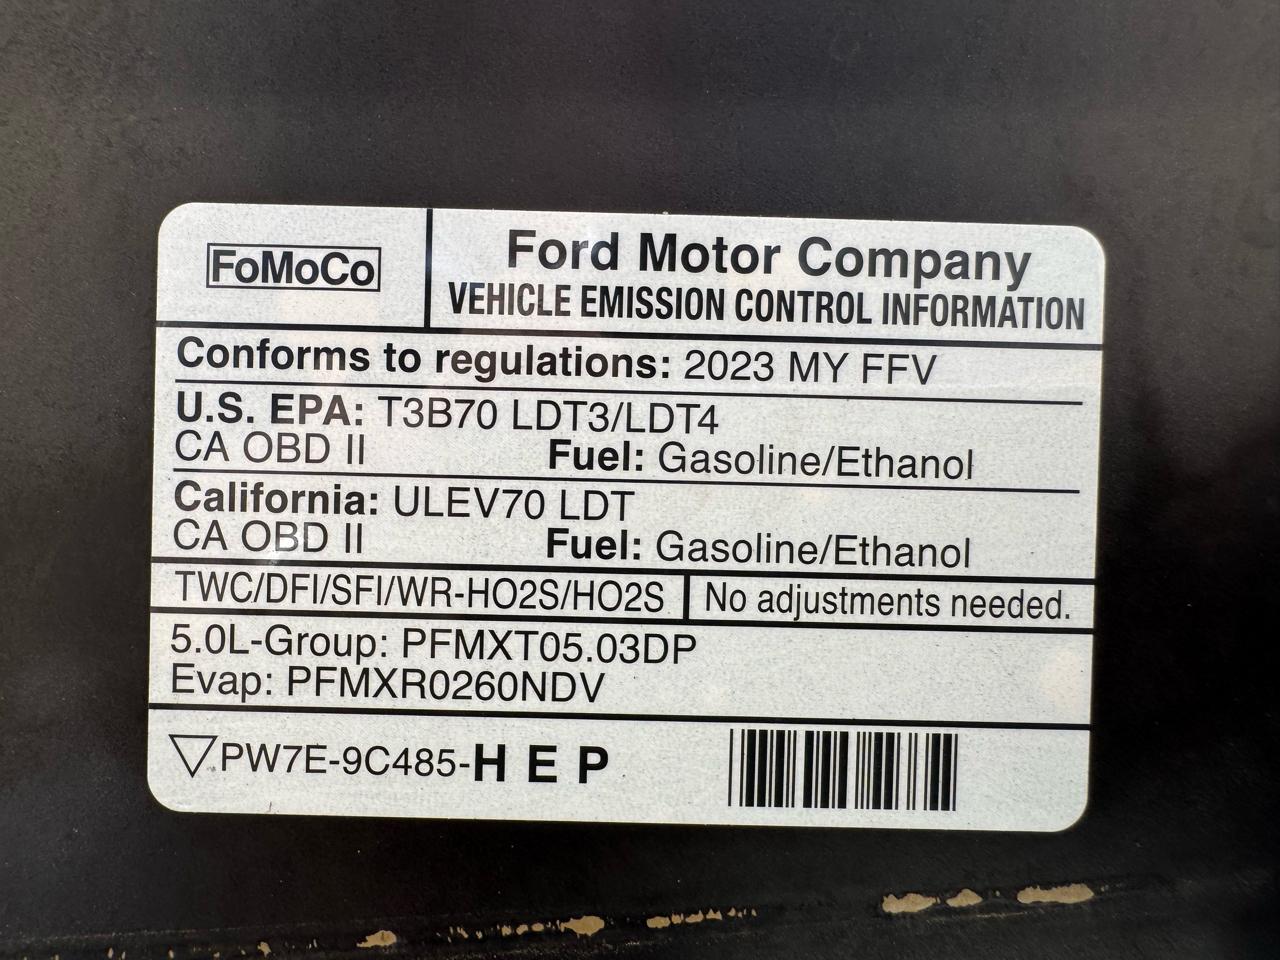 FoMoCo
Ford Motor Company
VEHICLE EMISSION CONTROL INFORMATION
Conforms to regulations: 2023 MY FFV
U.S. EPA: T3B70 LDT3/LDT4
CA OBD II Fuel: Gasoline/Ethanol
California: ULEV70 LDT
CA OBD II Fuel: Gasoline/Ethanol
TWC/DFI/SFI/WR-HO2S/HO2S No adjustments needed.
5.0L-Group: PFMXT05.03DP
Evap: PFMXR0260NDV
PW7E-9C485-HEP